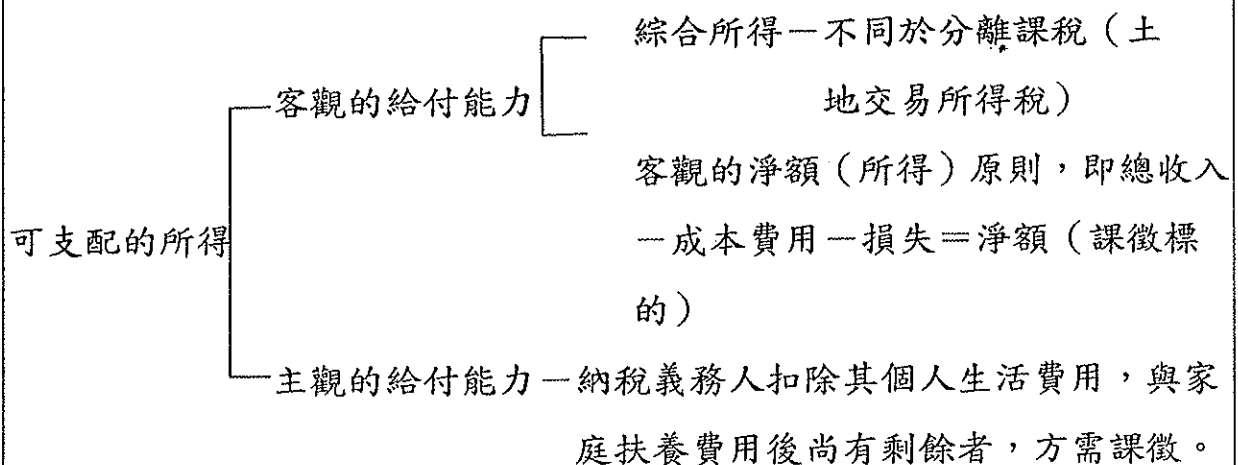 綜合所得－不同於分離課稅（土
地交易所得稅）
客觀的給付能力
客觀的淨額（所得）原則，即總收入
可支配的所得
－成本費用－損失＝淨額（課徵標
的）
主觀的給付能力－納稅義務人扣除其個人生活費用，與家
庭扶養費用後尚有剩餘者，方需課徵。